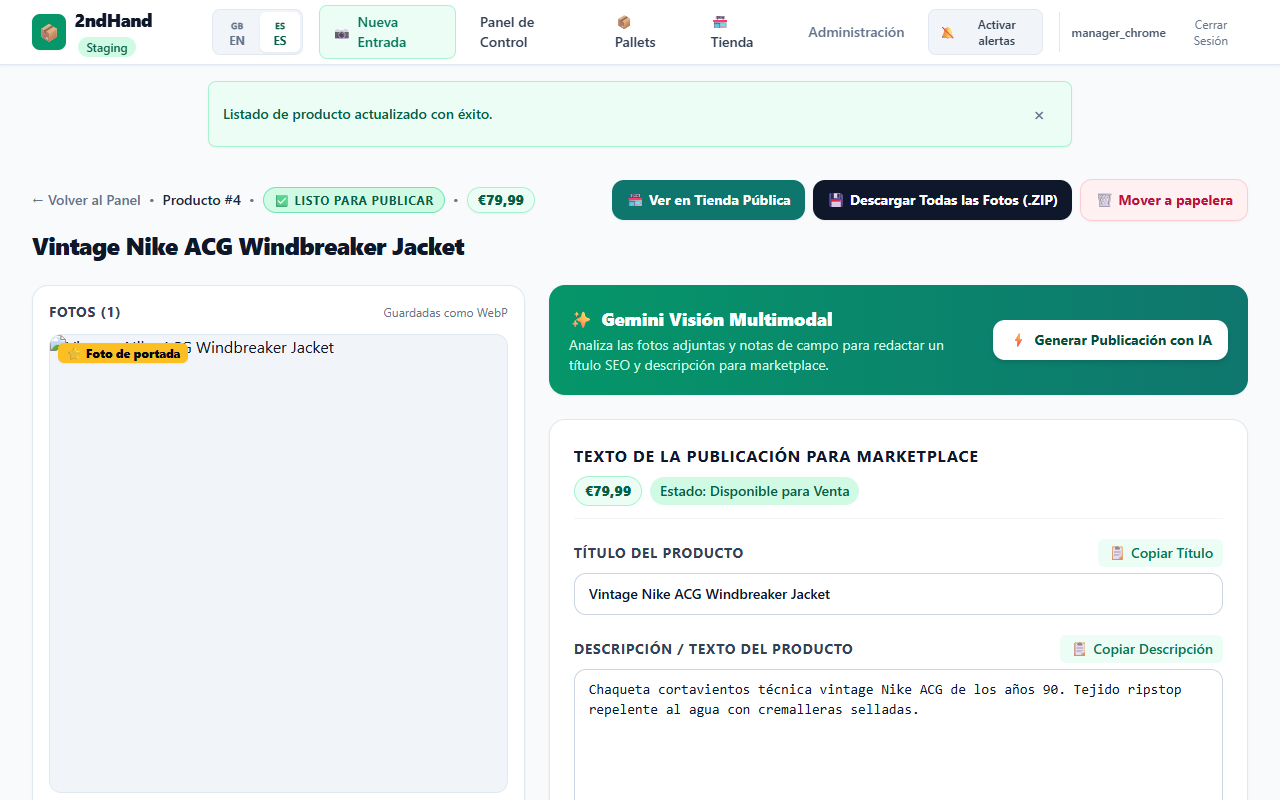 2ndHand
Staging
GB
EN
ES
ES
Nueva
Entrada
Panel de
Control
Pallets
Tienda
Administración
Activar
alertas
manager_chrome
Cerrar
Sesión
Listado de producto actualizado con éxito.
×
← Volver al Panel • Producto #4 • ✅ LISTO PARA PUBLICAR • €79,99
Ver en Tienda Pública
Descargar Todas las Fotos (.ZIP)
Mover a papelera
Vintage Nike ACG Windbreaker Jacket
FOTOS (1)
Guardadas como WebP
Windbreaker Jacket
⭐ Foto de portada
✨ Gemini Visión Multimodal
Analiza las fotos adjuntas y notas de campo para redactar un
título SEO y descripción para marketplace.
⚡ Generar Publicación con IA
TEXTO DE LA PUBLICACIÓN PARA MARKETPLACE
€79,99
Estado: Disponible para Venta
TÍTULO DEL PRODUCTO
📋 Copiar Título
Vintage Nike ACG Windbreaker Jacket
DESCRIPCIÓN / TEXTO DEL PRODUCTO
📋 Copiar Descripción
Chaqueta cortavientos técnica vintage Nike ACG de los años 90. Tejido ripstop
repelente al agua con cremalleras selladas.